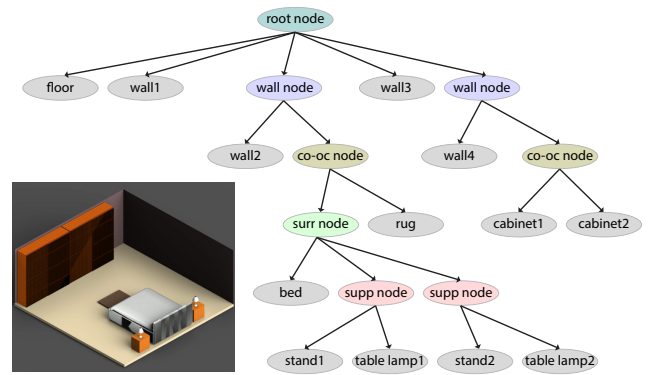 root node
floor
wall1
wall node
wall3
wall node
wall2
co-oc node
wall4
co-oc node
surr node
rug
cabinet1
cabinet2
bed
supp node
supp node
stand1
table lamp1
stand2
table lamp2